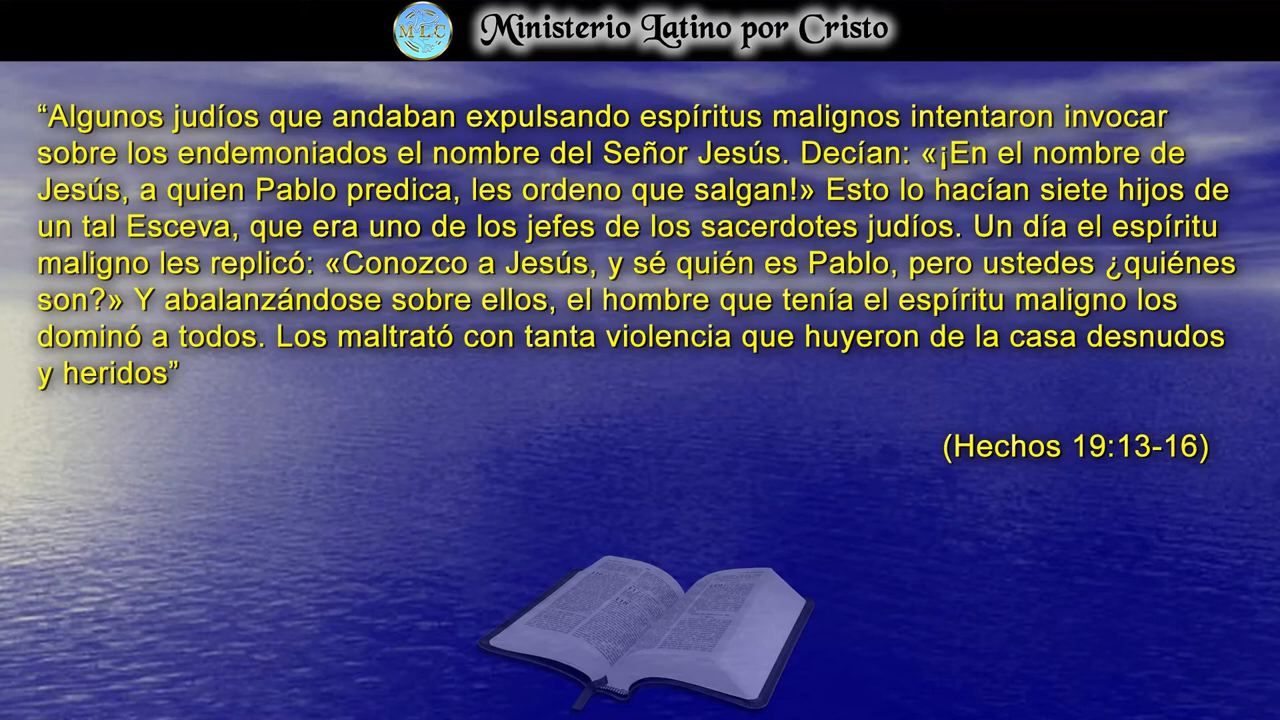 MLC
Ministerio Latino por Cristo
“Algunos judíos que andaban expulsando espíritus malignos intentaron invocar
sobre los endemoniados el nombre del Señor Jesús. Decían: «¡En el nombre de
Jesús, a quien Pablo predica, les ordeno que salgan!» Esto lo hacían siete hijos de
un tal Esceva, que era uno de los jefes de los sacerdotes judíos. Un día el espíritu
maligno les replicó: «Conozco a Jesús, y sé quién es Pablo, pero ustedes ¿quiénes
son?» Y abalanzándose sobre ellos, el hombre que tenía el espíritu maligno los
dominó a todos. Los maltrató con tanta violencia que huyeron de la casa desnudos
y heridos”
(Hechos 19:13-16)